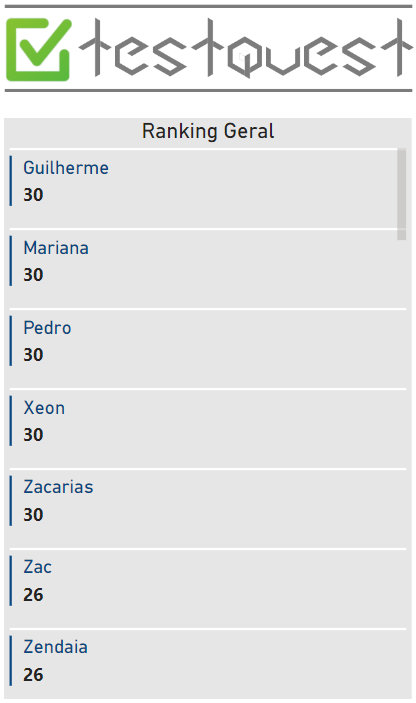 testquest
Ranking Geral
Guilherme
30
Mariana
30
Pedro
30
Xeon
30
Zacarias
30
Zac
26
Zendaia
26